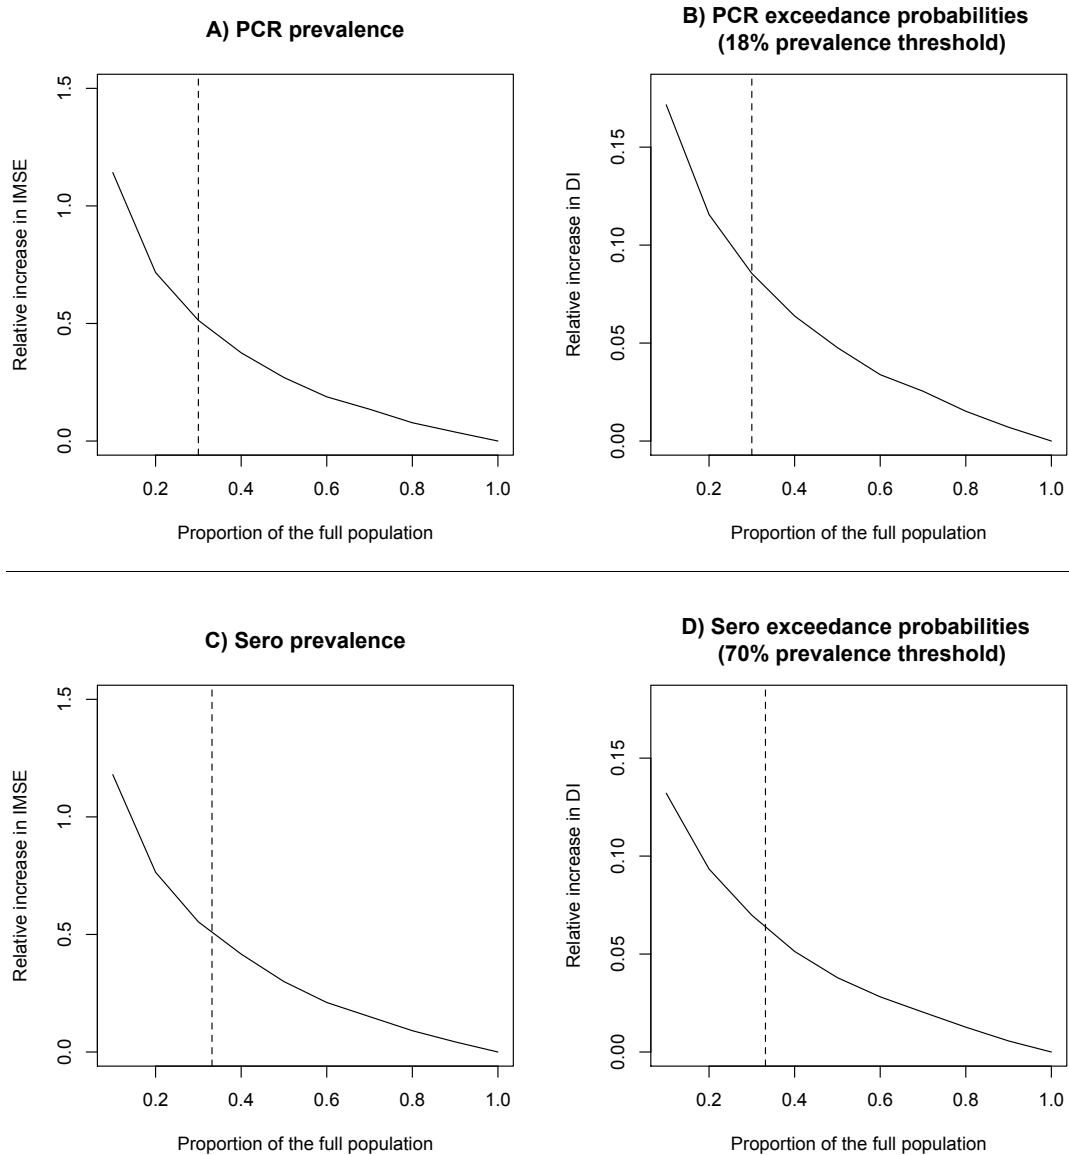 A) PCR prevalence
Relative increase in IMSE
1.5
1.0
0.5
0.0
0.2 0.4 0.6 0.8 1.0
Proportion of the full population
B) PCR exceedance probabilities
(18% prevalence threshold)
Relative increase in DI
0.15
0.10
0.05
0.00
0.2 0.4 0.6 0.8 1.0
Proportion of the full population
C) Sero prevalence
Relative increase in IMSE
1.5
1.0
0.5
0.0
0.2 0.4 0.6 0.8 1.0
Proportion of the full population
D) Sero exceedance probabilities
(70% prevalence threshold)
Relative increase in DI
0.15
0.10
0.05
0.00
0.2 0.4 0.6 0.8 1.0
Proportion of the full population